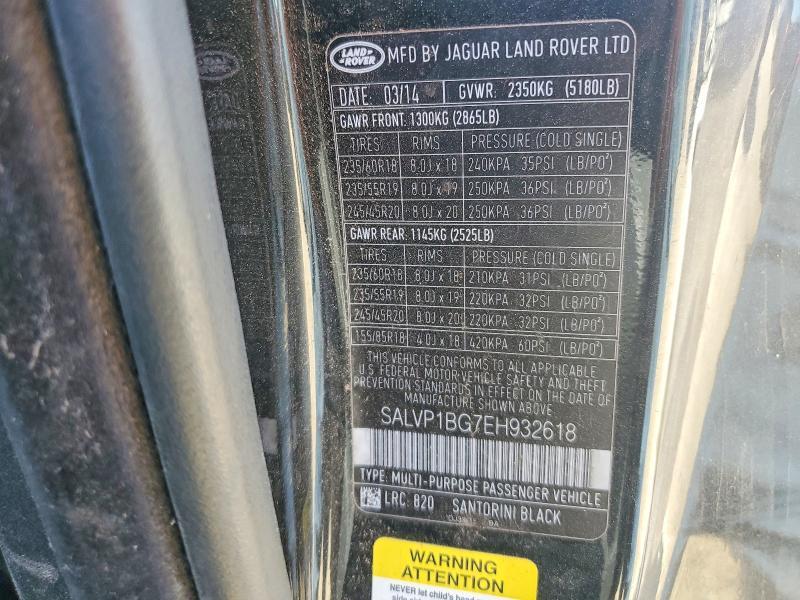 LAND ROVER MFD BY JAGUAR LAND ROVER LTD
DATE: 03/14 GVWR: 2350KG (5180LB)
GAWR FRONT: 1300KG (2865LB)
TIRES RIMS PRESSURE (COLD SINGLE)
235/60R18 8.0J x 18 240KPA 35PSI (LB/PO²)
235/55R19 8.0J x 19 250KPA 36PSI (LB/PO²)
245/45R20 8.0J x 20 250KPA 36PSI (LB/PO²)
GAWR REAR: 1145KG (2525LB)
TIRES RIMS PRESSURE (COLD SINGLE)
235/60R18 8.0J x 18 210KPA 31PSI (LB/PO²)
235/55R19 8.0J x 19 220KPA 32PSI (LB/PO²)
245/45R20 8.0J x 20 220KPA 32PSI (LB/PO²)
155/85R18 4.0J x 18 420KPA 60PSI (LB/PO²)
THIS VEHICLE CONFORMS TO ALL APPLICABLE
U.S. FEDERAL MOTOR VEHICLE SAFETY AND THEFT
PREVENTION STANDARDS IN EFFECT ON THE DATE OF
MANUFACTURE SHOWN ABOVE
SALVP1BG7EH932618
TYPE: MULTI-PURPOSE PASSENGER VEHICLE
LRC: 820 SANTORINI BLACK
WARNING
ATTENTION
NEVER let child's